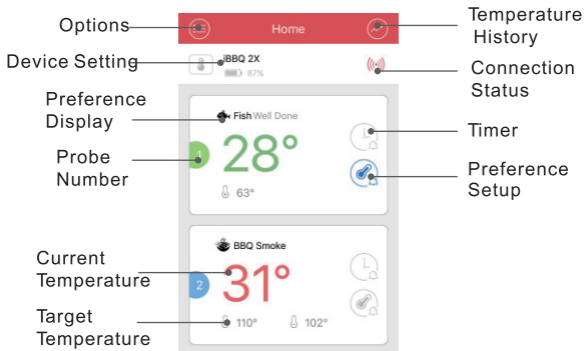 Options
Temperature
History
Home
Device Setting
iBBQ 2X
87%
Connection
Status
Preference
Display
Fish Well Done
Timer
1
28°
Probe
Number
Preference
Setup
63°
BBQ Smoke
Current
Temperature
2
31°
Target
Temperature
110°
102°